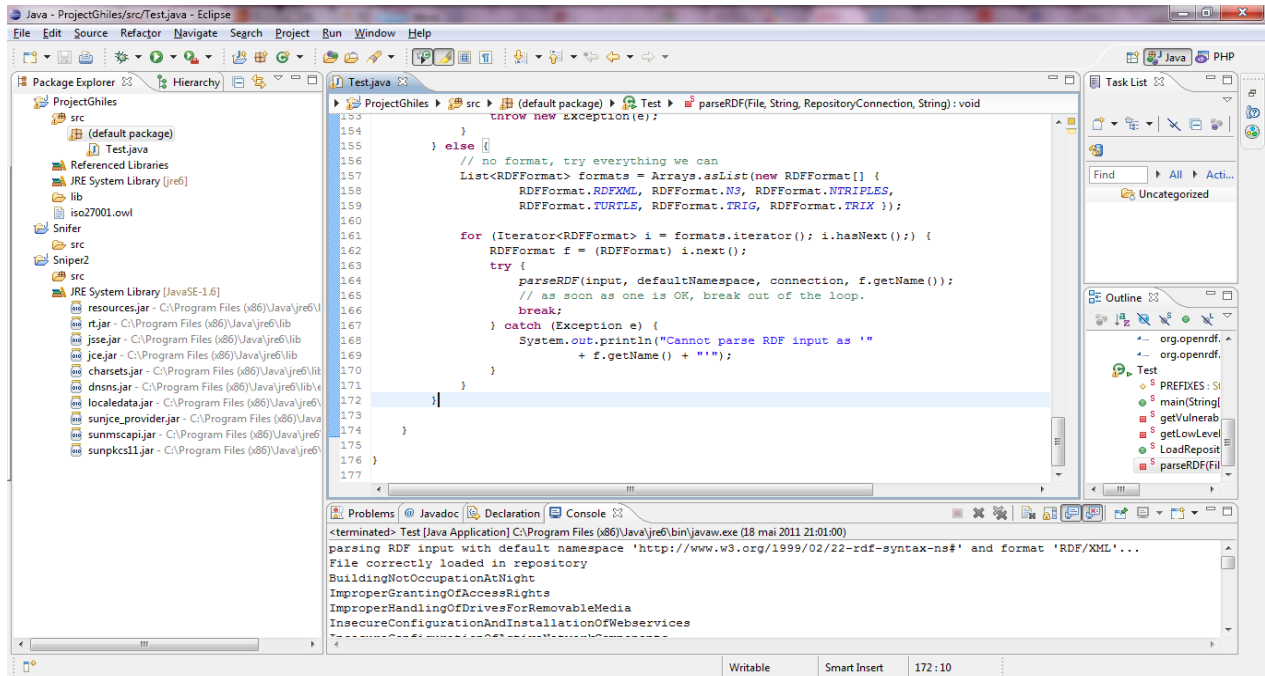 Java - ProjectGhiles/src/Test.java - Eclipse
File Edit Source Refactor Navigate Search Project Run Window Help
Java PHP
Package Explorer Hierarchy
ProjectGhiles
src
(default package)
Test.java
Referenced Libraries
JRE System Library [jre6]
lib
iso27001.owl
Snifer
src
Sniper2
src
JRE System Library [JavaSE-1.6]
resources.jar - C:\Program Files (x86)\Java\jre6\l
rt.jar - C:\Program Files (x86)\Java\jre6\lib
jsse.jar - C:\Program Files (x86)\Java\jre6\lib
jce.jar - C:\Program Files (x86)\Java\jre6\lib
charsets.jar - C:\Program Files (x86)\Java\jre6\lib
dnsns.jar - C:\Program Files (x86)\Java\jre6\lib\e
localedata.jar - C:\Program Files (x86)\Java\jre6\
sunjce_provider.jar - C:\Program Files (x86)\Java
sunmscapi.jar - C:\Program Files (x86)\Java\jre6
sunpkcs11.jar - C:\Program Files (x86)\Java\jre6\
Test.java
ProjectGhiles src (default package) Test parseRDF(File, String, RepositoryConnection, String) : void
153 throw new Exception(e);
154 }
155 } else {
156 // no format, try everything we can
157 List<RDFFormat> formats = Arrays.asList(new RDFFormat[] {
158 RDFFormat.RDFXML, RDFFormat.N3, RDFFormat.NTRIPLES,
159 RDFFormat.TURTLE, RDFFormat.TRIG, RDFFormat.TRIX });
160
161 for (Iterator<RDFFormat> i = formats.iterator(); i.hasNext();) {
162 RDFFormat f = (RDFFormat) i.next();
163 try {
164 parseRDF(input, defaultNamespace, connection, f.getName());
165 // as soon as one is OK, break out of the loop.
166 break;
167 } catch (Exception e) {
168 System.out.println("Cannot parse RDF input as '"
169 + f.getName() + "'");
170 }
171 }
172 }
173
174 }
175
176 }
177
Task List
Find All Acti...
Uncategorized
Outline
org.openrdf.
org.openrdf.
Test
PREFIXES : St
main(String[
getVulnerab
getLowLevel
LoadReposit
parseRDF(Fil
Problems Javadoc Declaration Console
<terminated> Test [Java Application] C:\Program Files (x86)\Java\jre6\bin\javaw.exe (18 mai 2011 21:01:00)
parsing RDF input with default namespace 'http://www.w3.org/1999/02/22-rdf-syntax-ns#' and format 'RDF/XML'...
File correctly loaded in repository
BuildingNotOccupationAtNight
ImproperGrantingOfAccessRights
ImproperHandlingOfDrivesForRemovableMedia
InsecureConfigurationAndInstallationOfWebservices
InsecureConfigurationOfActiveNetworkComponents
Writable Smart Insert 172 : 10